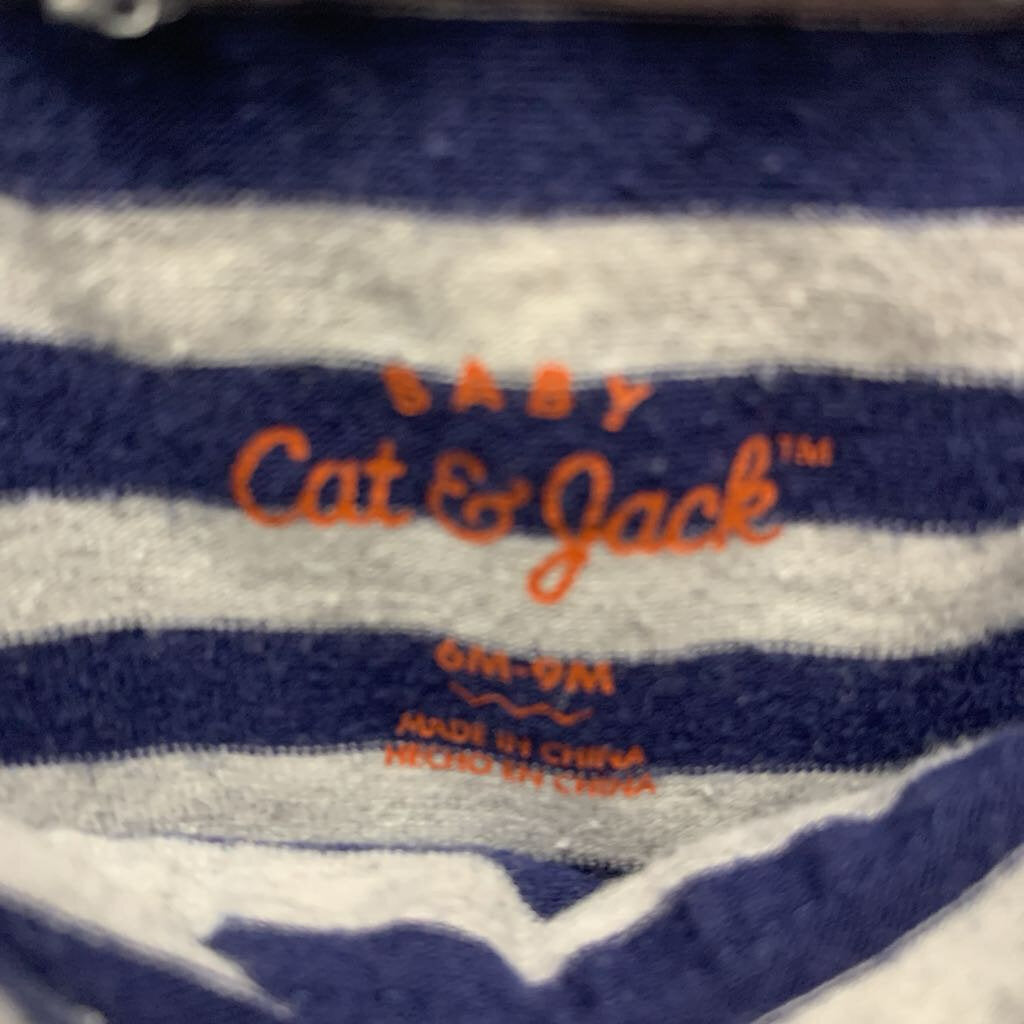 BABY
Cat & Jack™
6M-9M
MADE IN CHINA
HECHO EN CHINA